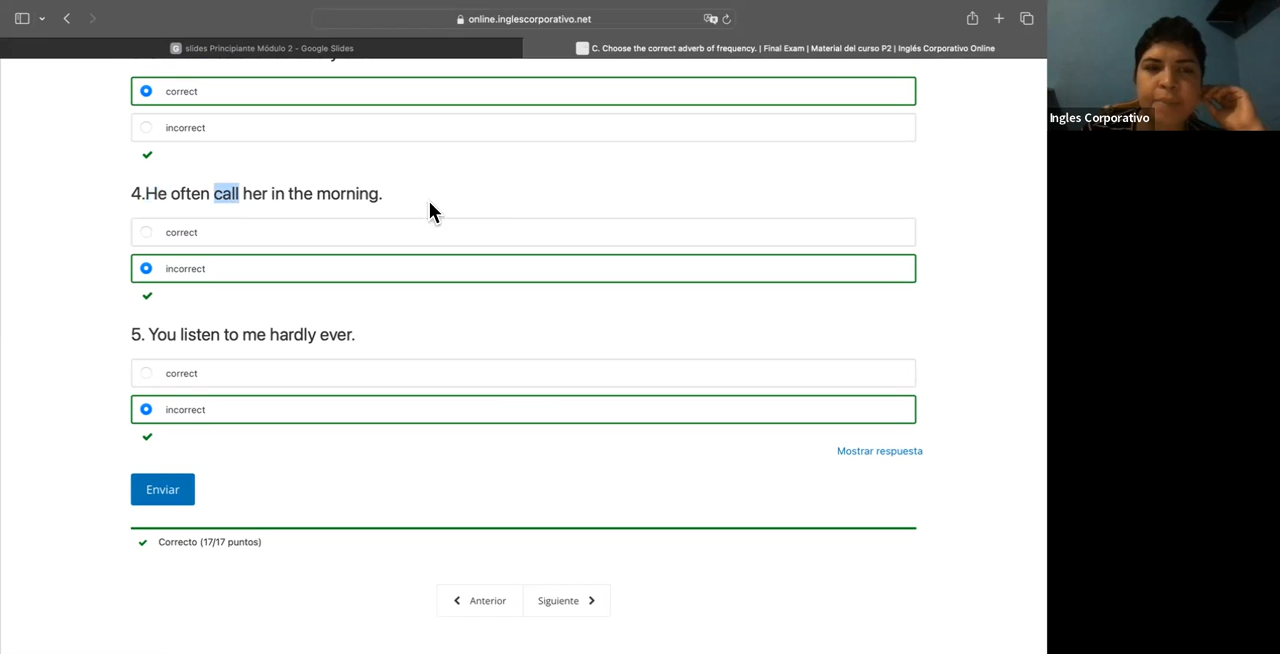 online.inglescorporativo.net
slides Principiante Módulo 2 - Google Slides
C. Choose the correct adverb of frequency. | Final Exam | Material del curso P2 | Inglés Corporativo Online
correct
incorrect
Ingles Corporativo
4.He often call her in the morning.
correct
incorrect
5. You listen to me hardly ever.
correct
incorrect
Mostrar respuesta
Enviar
Correcto (17/17 puntos)
Anterior
Siguiente